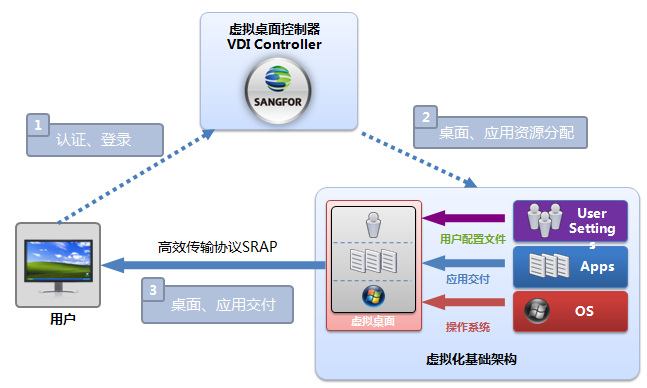 虚拟桌面控制器
VDI Controller
SANGFOR
1
认证、登录
2
桌面、应用资源分配
高效传输协议SRAP
3
桌面、应用交付
用户
虚拟桌面
用户配置文件
应用交付
操作系统
User
Setting
s
Apps
OS
虚拟化基础架构